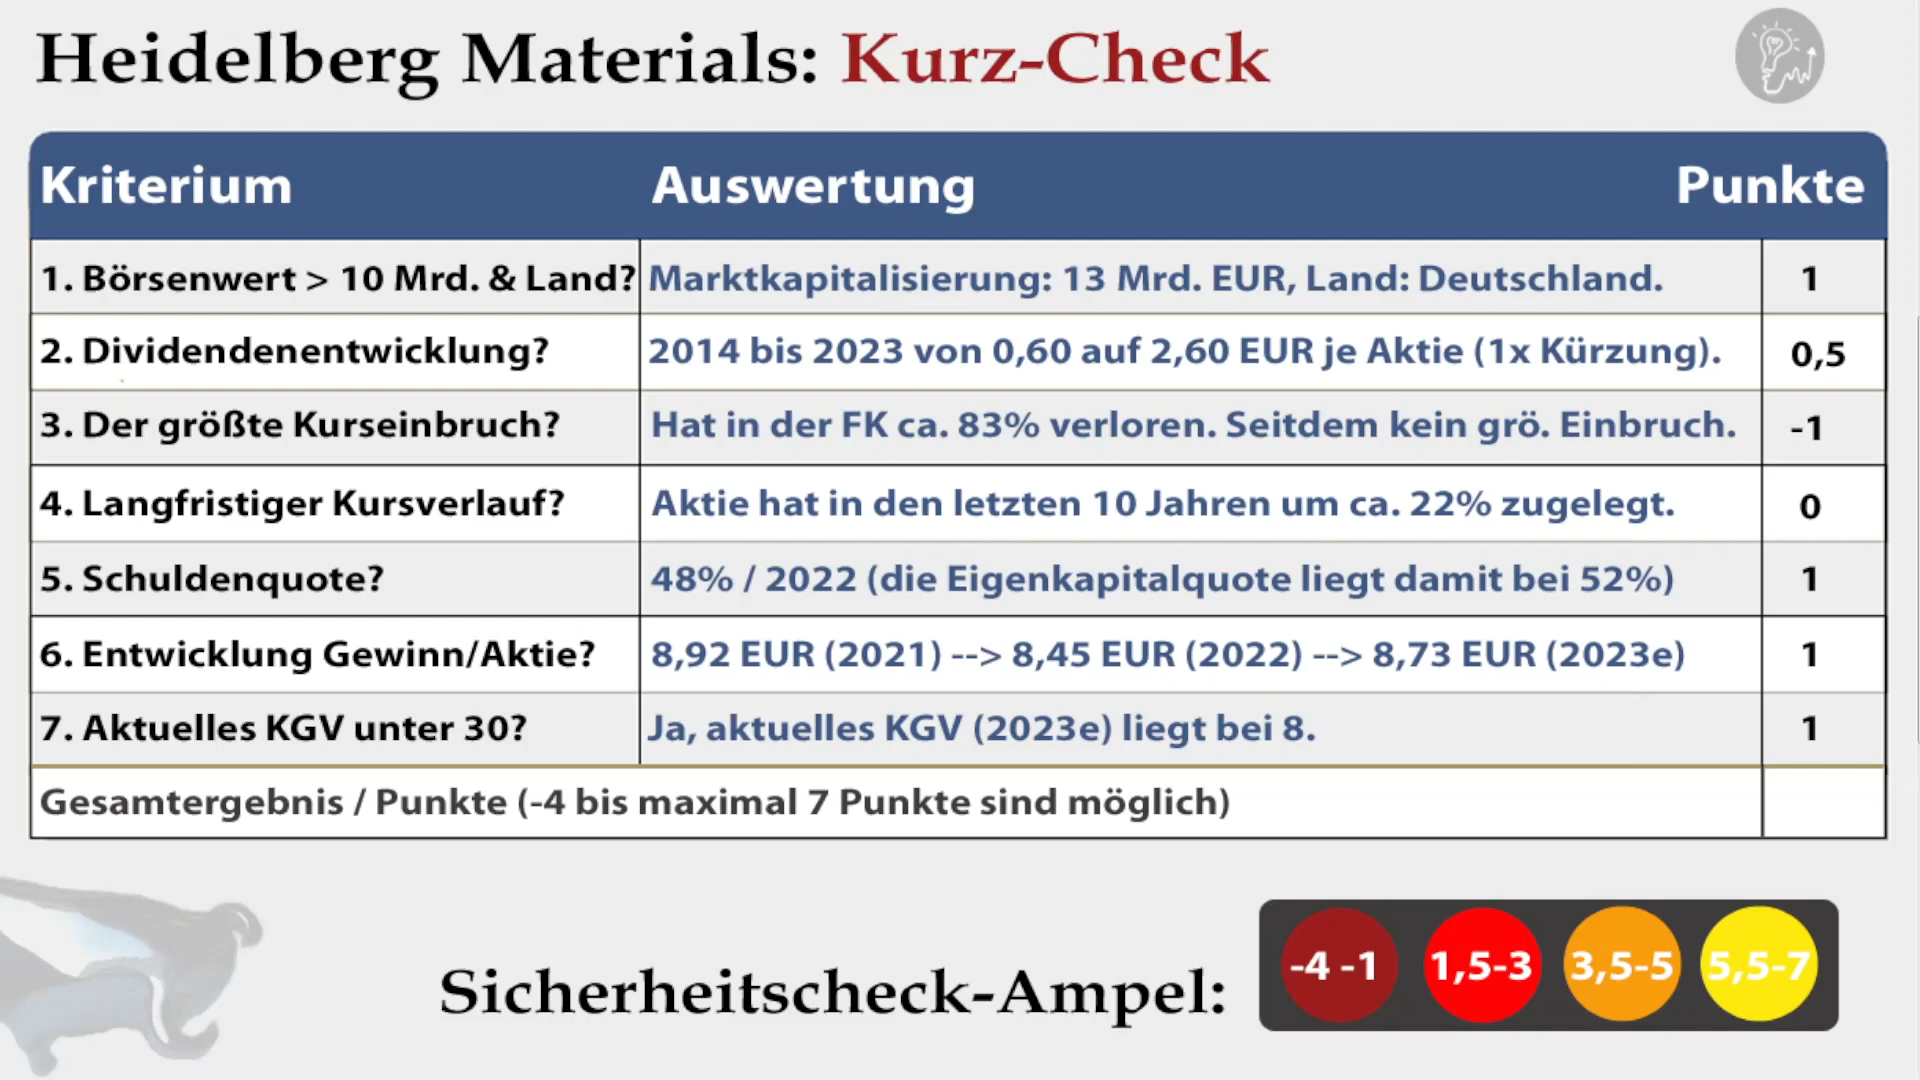 Heidelberg Materials: Kurz-Check
Kriterium Auswertung Punkte
1. Börsenwert > 10 Mrd. & Land? Marktkapitalisierung: 13 Mrd. EUR, Land: Deutschland. 1
2. Dividendenentwicklung? 2014 bis 2023 von 0,60 auf 2,60 EUR je Aktie (1x Kürzung). 0,5
3. Der größte Kurseinbruch? Hat in der FK ca. 83% verloren. Seitdem kein grö. Einbruch. -1
4. Langfristiger Kursverlauf? Aktie hat in den letzten 10 Jahren um ca. 22% zugelegt. 0
5. Schuldenquote? 48% / 2022 (die Eigenkapitalquote liegt damit bei 52%) 1
6. Entwicklung Gewinn/Aktie? 8,92 EUR (2021) --> 8,45 EUR (2022) --> 8,73 EUR (2023e) 1
7. Aktuelles KGV unter 30? Ja, aktuelles KGV (2023e) liegt bei 8. 1
Gesamtergebnis / Punkte (-4 bis maximal 7 Punkte sind möglich)
Sicherheitscheck-Ampel: -4 -1 1,5-3 3,5-5 5,5-7